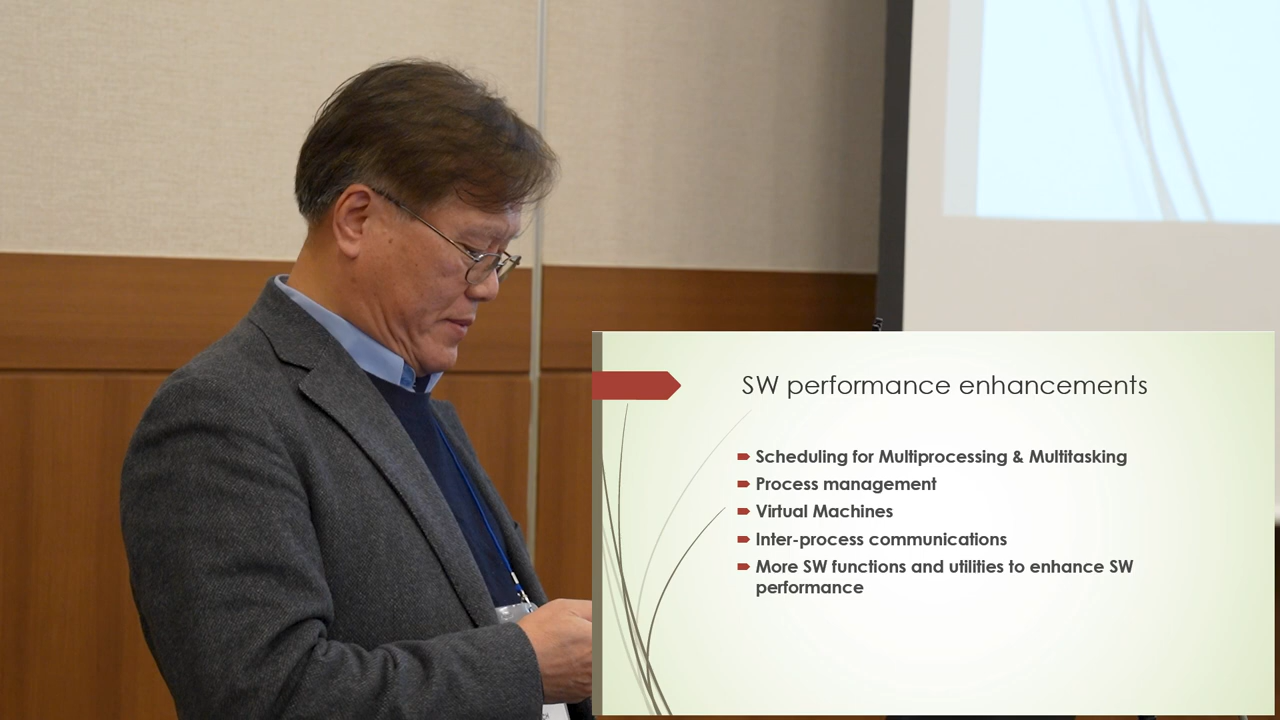 SW performance enhancements
Scheduling for Multiprocessing & Multitasking
Process management
Virtual Machines
Inter-process communications
More SW functions and utilities to enhance SW
performance